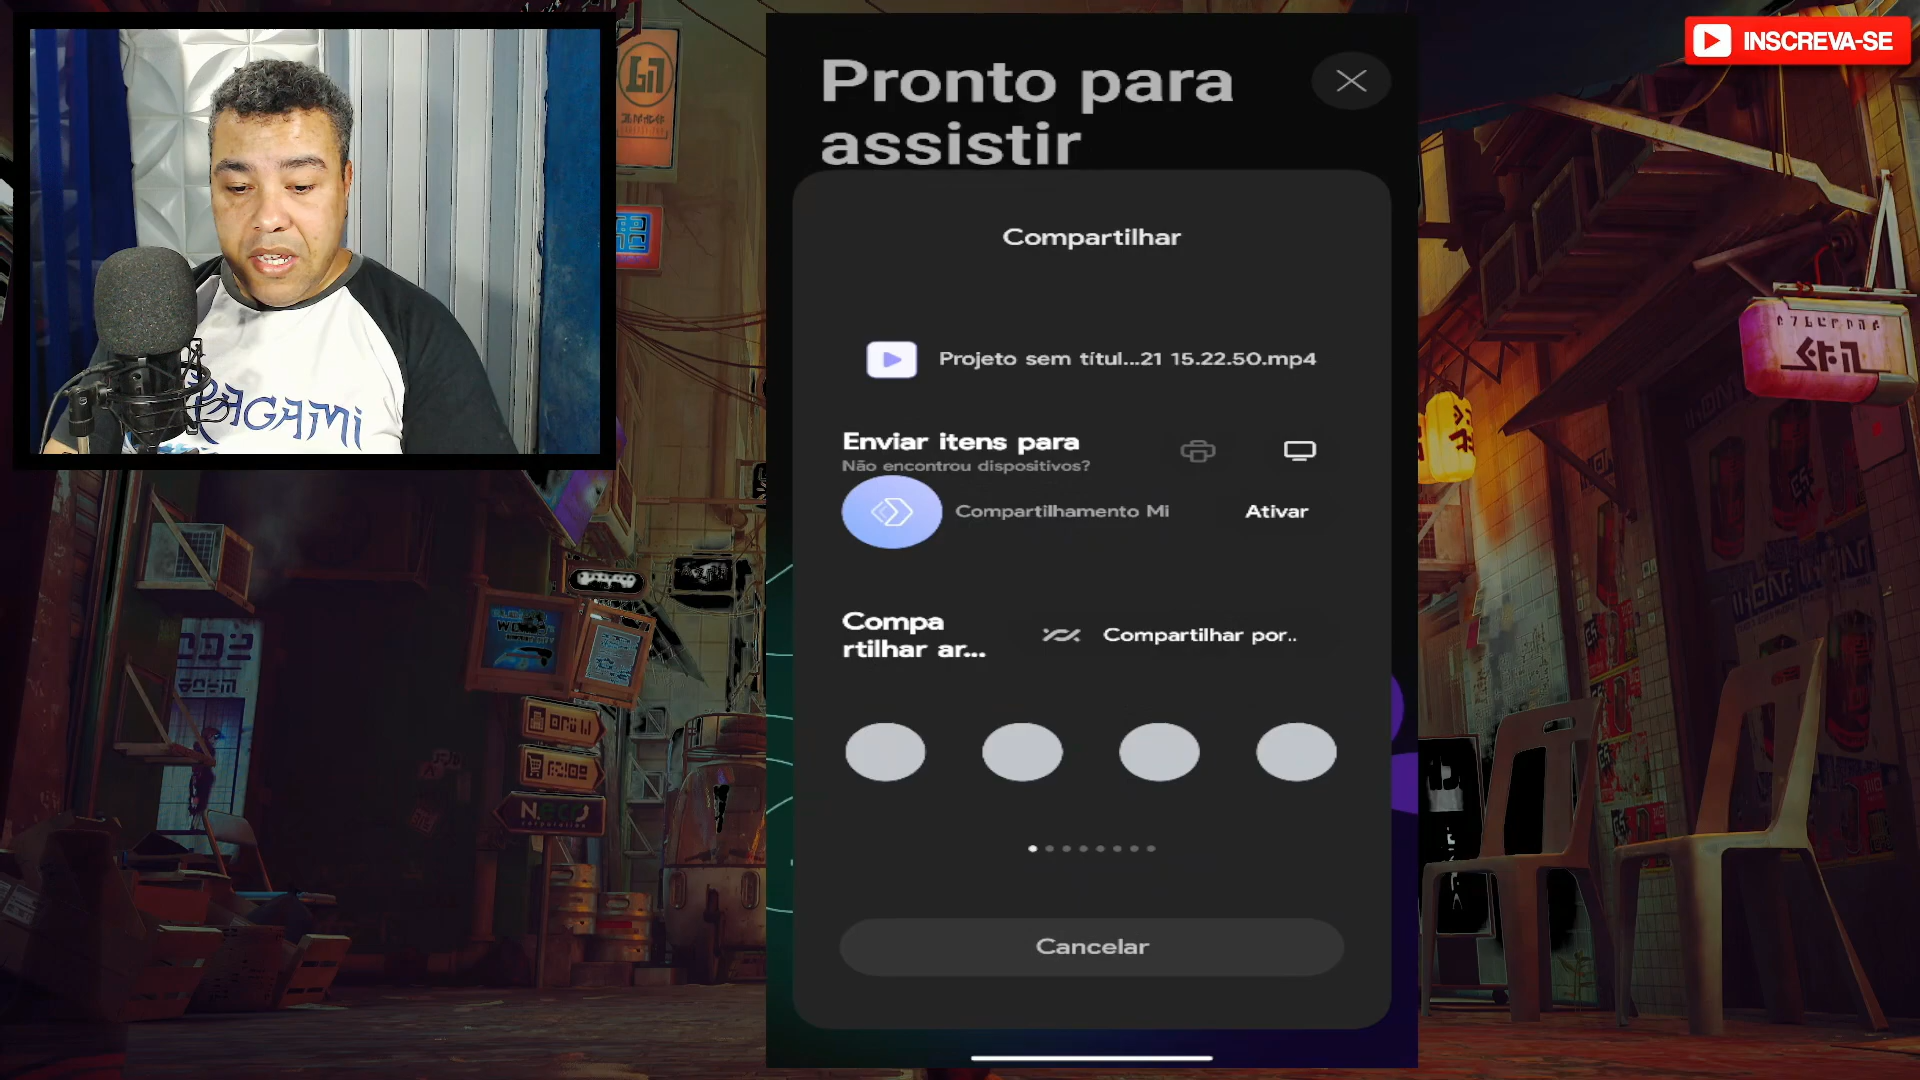 INSCREVA-SE
Pronto para
assistir
Compartilhar
Projeto sem títul...21 15.22.50.mp4
Enviar itens para
Não encontrou dispositivos?
Compartilhamento Mi
Ativar
Compa
rtilhar ar...
Compartilhar por..
Cancelar